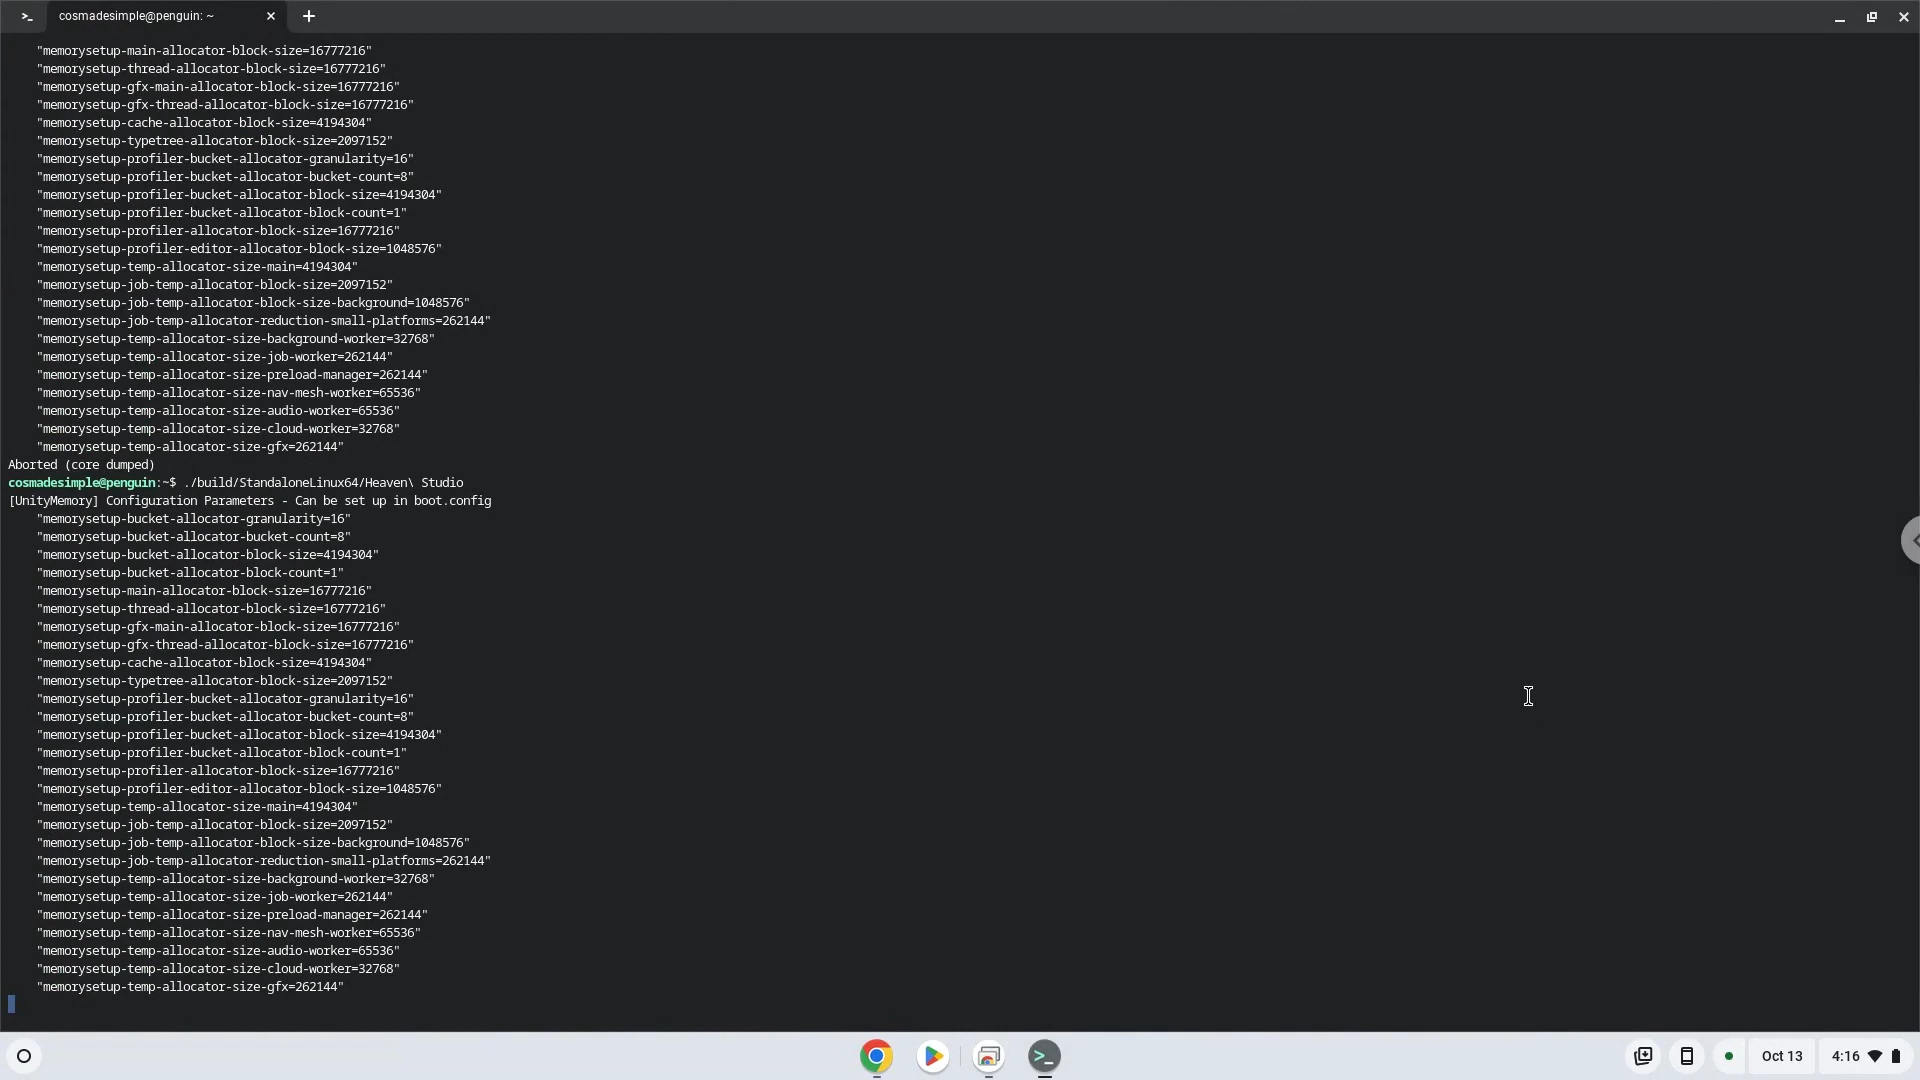 cosmadesimple@penguin: ~
"memorysetup-main-allocator-block-size=16777216"
"memorysetup-thread-allocator-block-size=16777216"
"memorysetup-gfx-main-allocator-block-size=16777216"
"memorysetup-gfx-thread-allocator-block-size=16777216"
"memorysetup-cache-allocator-block-size=4194304"
"memorysetup-typetree-allocator-block-size=2097152"
"memorysetup-profiler-bucket-allocator-granularity=16"
"memorysetup-profiler-bucket-allocator-bucket-count=8"
"memorysetup-profiler-bucket-allocator-block-size=4194304"
"memorysetup-profiler-bucket-allocator-block-count=1"
"memorysetup-profiler-allocator-block-size=16777216"
"memorysetup-profiler-editor-allocator-block-size=1048576"
"memorysetup-temp-allocator-size-main=4194304"
"memorysetup-job-temp-allocator-block-size=2097152"
"memorysetup-job-temp-allocator-block-size-background=1048576"
"memorysetup-job-temp-allocator-reduction-small-platforms=262144"
"memorysetup-temp-allocator-size-background-worker=32768"
"memorysetup-temp-allocator-size-job-worker=262144"
"memorysetup-temp-allocator-size-preload-manager=262144"
"memorysetup-temp-allocator-size-nav-mesh-worker=65536"
"memorysetup-temp-allocator-size-audio-worker=65536"
"memorysetup-temp-allocator-size-cloud-worker=32768"
"memorysetup-temp-allocator-size-gfx=262144"
Aborted (core dumped)
cosmadesimple@penguin:~$ ./build/StandaloneLinux64/Heaven\ Studio
[UnityMemory] Configuration Parameters - Can be set up in boot.config
"memorysetup-bucket-allocator-granularity=16"
"memorysetup-bucket-allocator-bucket-count=8"
"memorysetup-bucket-allocator-block-size=4194304"
"memorysetup-bucket-allocator-block-count=1"
"memorysetup-main-allocator-block-size=16777216"
"memorysetup-thread-allocator-block-size=16777216"
"memorysetup-gfx-main-allocator-block-size=16777216"
"memorysetup-gfx-thread-allocator-block-size=16777216"
"memorysetup-cache-allocator-block-size=4194304"
"memorysetup-typetree-allocator-block-size=2097152"
"memorysetup-profiler-bucket-allocator-granularity=16"
"memorysetup-profiler-bucket-allocator-bucket-count=8"
"memorysetup-profiler-bucket-allocator-block-size=4194304"
"memorysetup-profiler-bucket-allocator-block-count=1"
"memorysetup-profiler-allocator-block-size=16777216"
"memorysetup-profiler-editor-allocator-block-size=1048576"
"memorysetup-temp-allocator-size-main=4194304"
"memorysetup-job-temp-allocator-block-size=2097152"
"memorysetup-job-temp-allocator-block-size-background=1048576"
"memorysetup-job-temp-allocator-reduction-small-platforms=262144"
"memorysetup-temp-allocator-size-background-worker=32768"
"memorysetup-temp-allocator-size-job-worker=262144"
"memorysetup-temp-allocator-size-preload-manager=262144"
"memorysetup-temp-allocator-size-nav-mesh-worker=65536"
"memorysetup-temp-allocator-size-audio-worker=65536"
"memorysetup-temp-allocator-size-cloud-worker=32768"
"memorysetup-temp-allocator-size-gfx=262144"
Oct 13 4:16